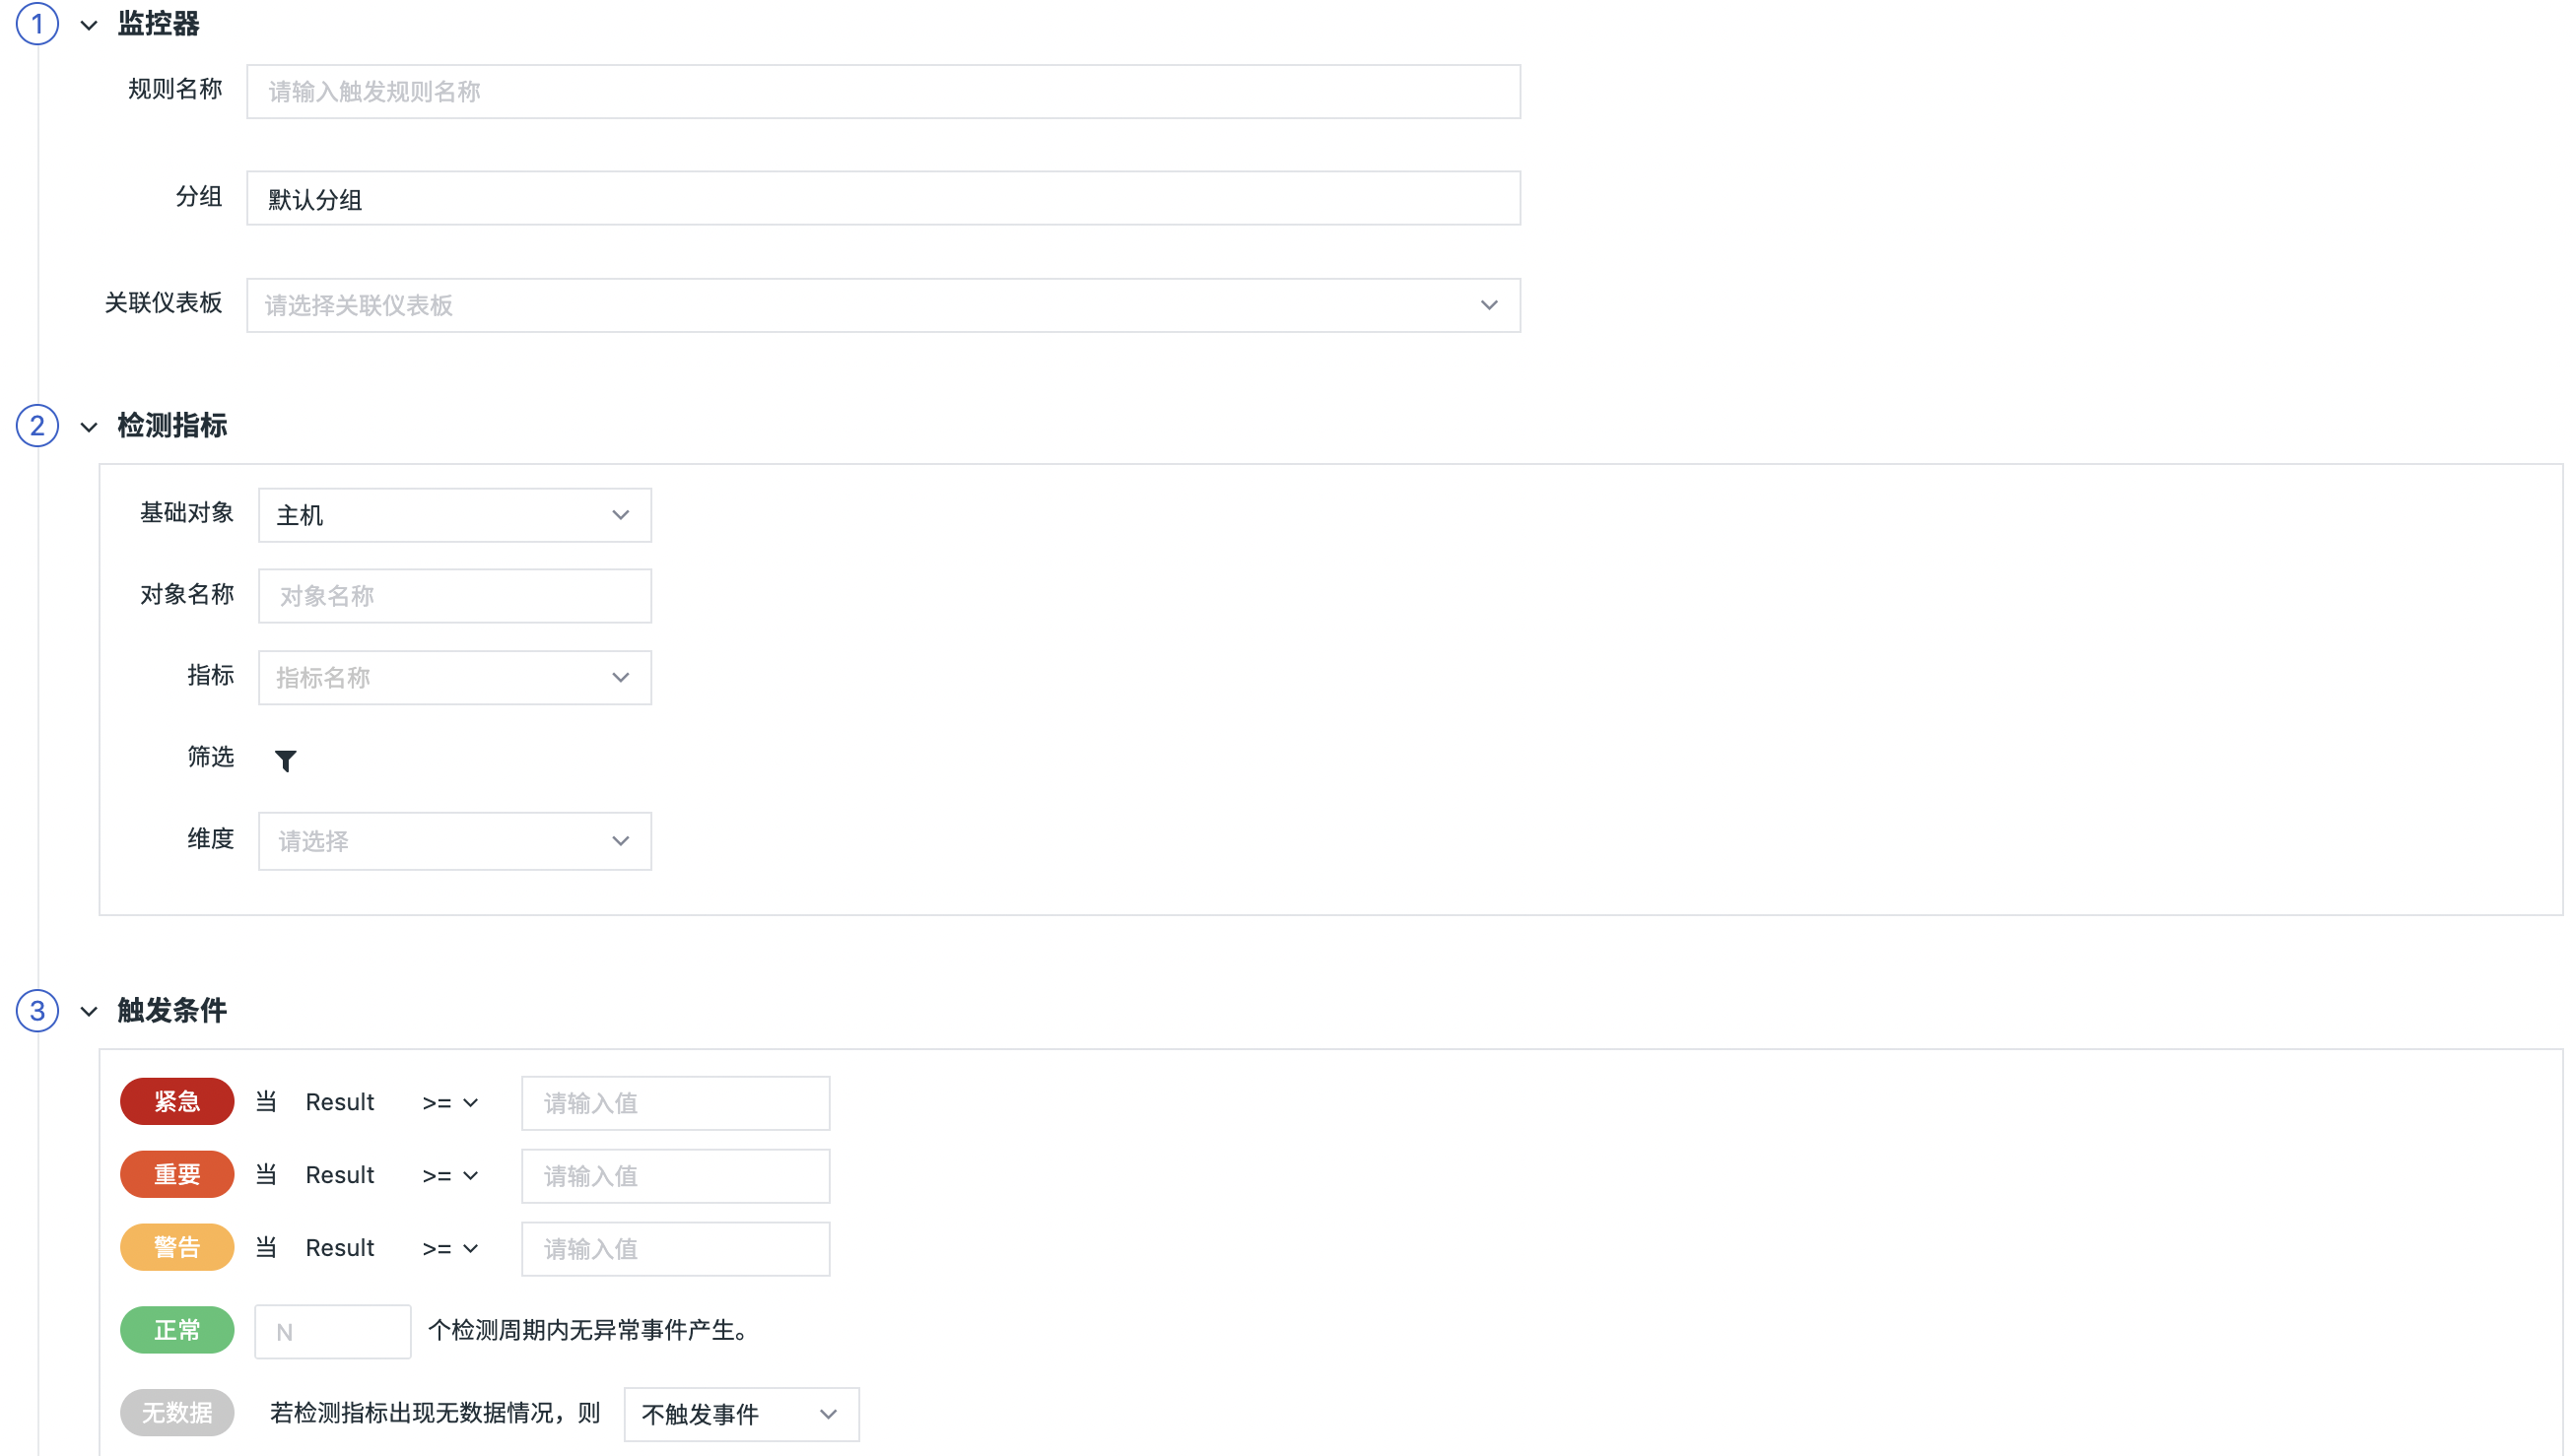 1 监控器
规则名称 请输入触发规则名称
分组 默认分组
关联仪表板 请选择关联仪表板
2 检测指标
基础对象 主机
对象名称 对象名称
指标 指标名称
筛选
维度 请选择
3 触发条件
紧急 当 Result >= 请输入值
重要 当 Result >= 请输入值
警告 当 Result >= 请输入值
正常 N 个检测周期内无异常事件产生。
无数据 若检测指标出现无数据情况，则 不触发事件